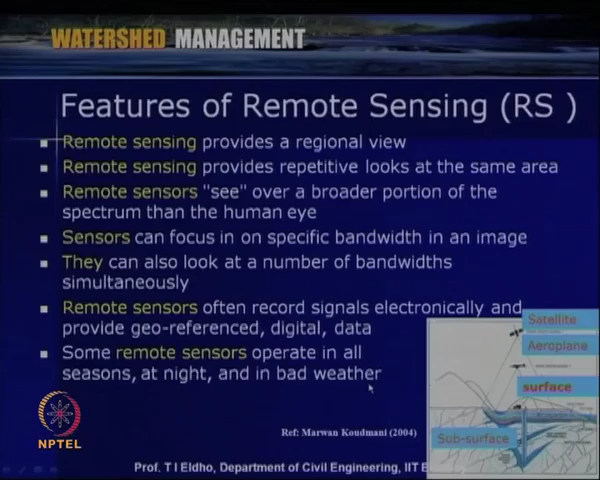 WATERSHED MANAGEMENT
Features of Remote Sensing (RS )
Remote sensing provides a regional view
Remote sensing provides repetitive looks at the same area
Remote sensors "see" over a broader portion of the
spectrum than the human eye
Sensors can focus in on specific bandwidth in an image
They can also look at a number of bandwidths
simultaneously
Remote sensors often record signals electronically and
provide geo-referenced, digital, data
Some remote sensors operate in all
seasons, at night, and in bad weather
Satellite
Aeroplane
surface
Sub-surface
NPTEL
Ref: Marwan Koudmani (2004)
Prof. T I Eldho, Department of Civil Engineering, IIT